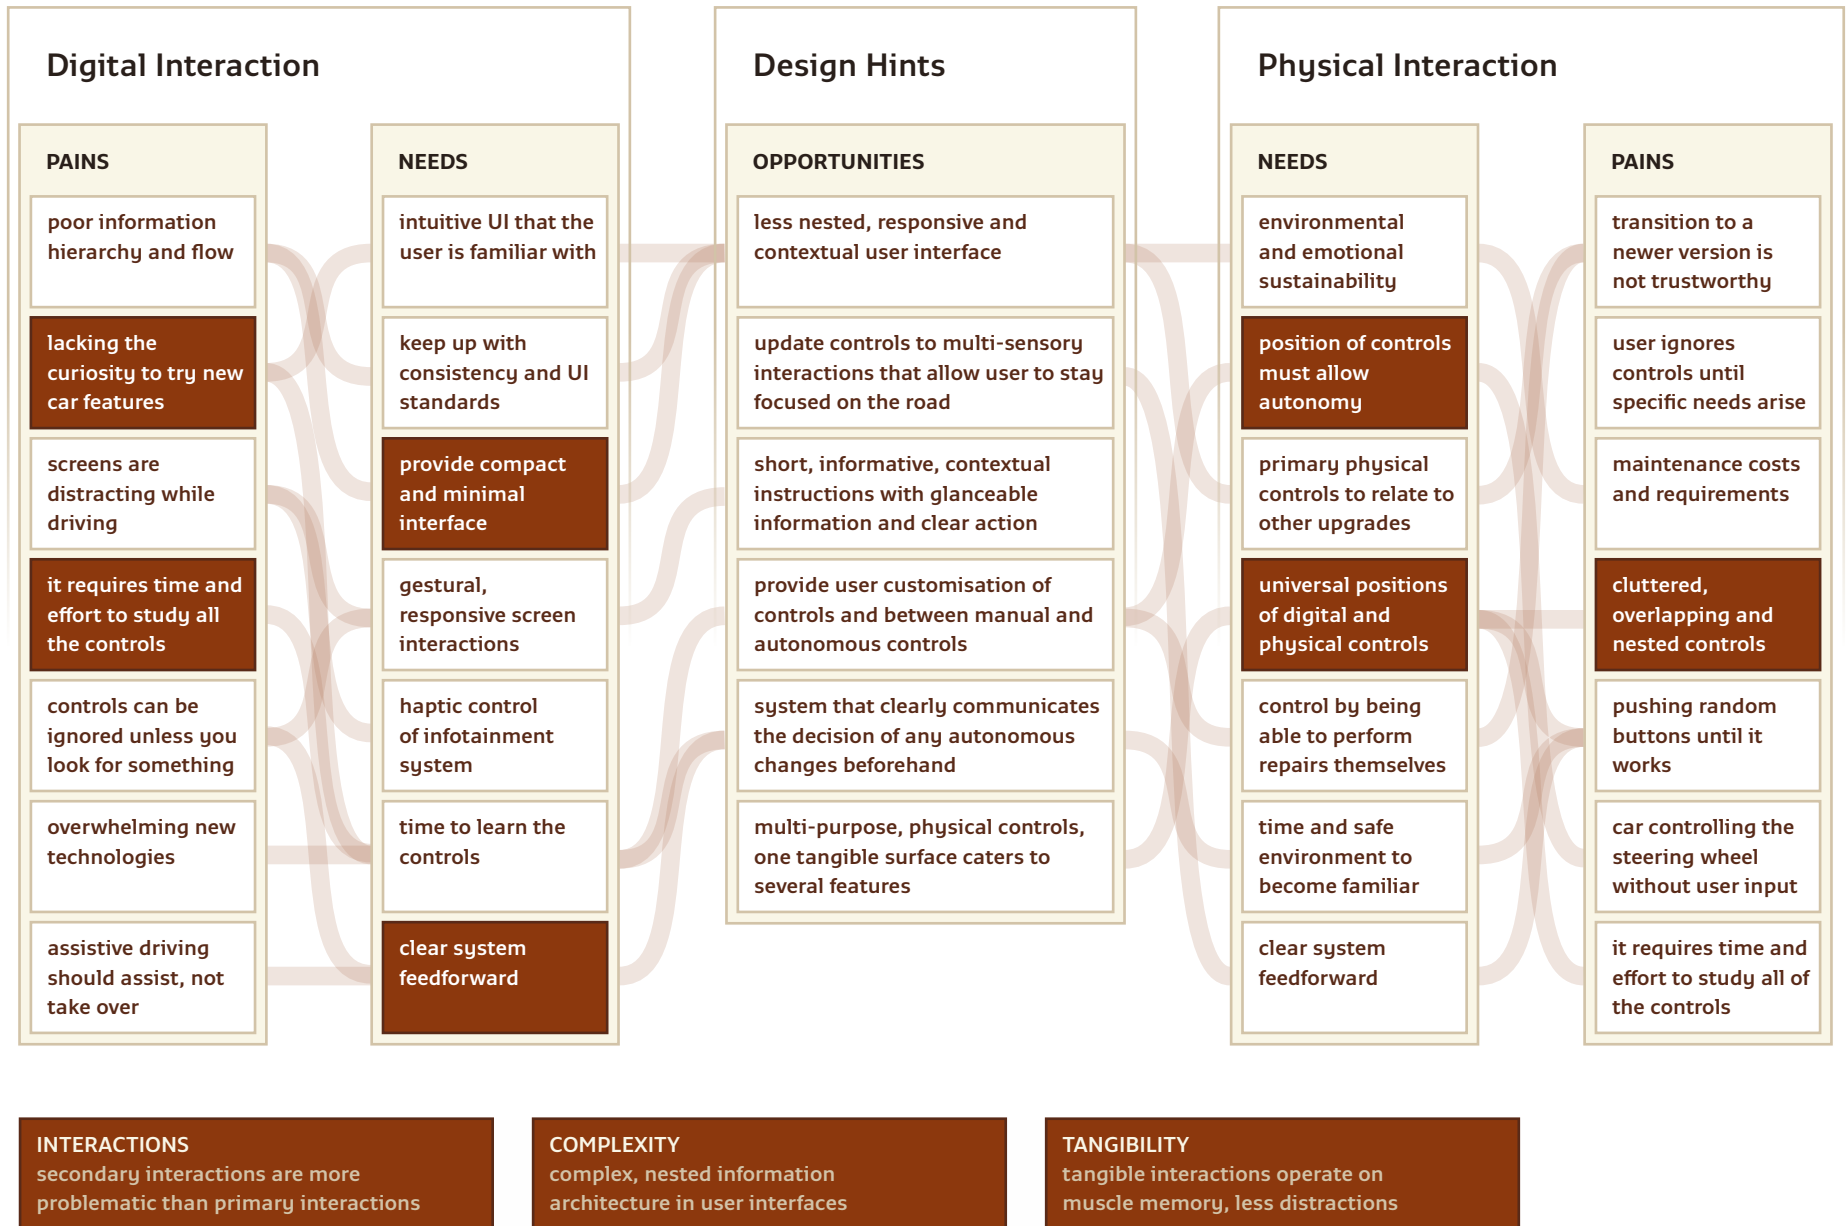 Digital Interaction
PAINS
poor information
hierarchy and flow
lacking the
curiosity to try new
car features
screens are
distracting while
driving
it requires time and
effort to study all
the controls
controls can be
ignored unless you
look for something
overwhelming new
technologies
assistive driving
should assist, not
take over
NEEDS
intuitive UI that the
user is familiar with
keep up with
consistency and UI
standards
provide compact
and minimal
interface
gestural,
responsive screen
interactions
haptic control
of infotainment
system
time to learn the
controls
clear system
feedforward
Design Hints
OPPORTUNITIES
less nested, responsive and
contextual user interface
update controls to multi-sensory
interactions that allow user to stay
focused on the road
short, informative, contextual
instructions with glanceable
information and clear action
provide user customisation of
controls and between manual and
autonomous controls
system that clearly communicates
the decision of any autonomous
changes beforehand
multi-purpose, physical controls,
one tangible surface caters to
several features
Physical Interaction
NEEDS
environmental
and emotional
sustainability
position of controls
must allow
autonomy
primary physical
controls to relate to
other upgrades
universal positions
of digital and
physical controls
control by being
able to perform
repairs themselves
time and safe
environment to
become familiar
clear system
feedforward
PAINS
transition to a
newer version is
not trustworthy
user ignores
controls until
specific needs arise
maintenance costs
and requirements
cluttered,
overlapping and
nested controls
pushing random
buttons until it
works
car controlling the
steering wheel
without user input
it requires time and
effort to study all of
the controls
INTERACTIONS
secondary interactions are more
problematic than primary interactions
COMPLEXITY
complex, nested information
architecture in user interfaces
TANGIBILITY
tangible interactions operate on
muscle memory, less distractions